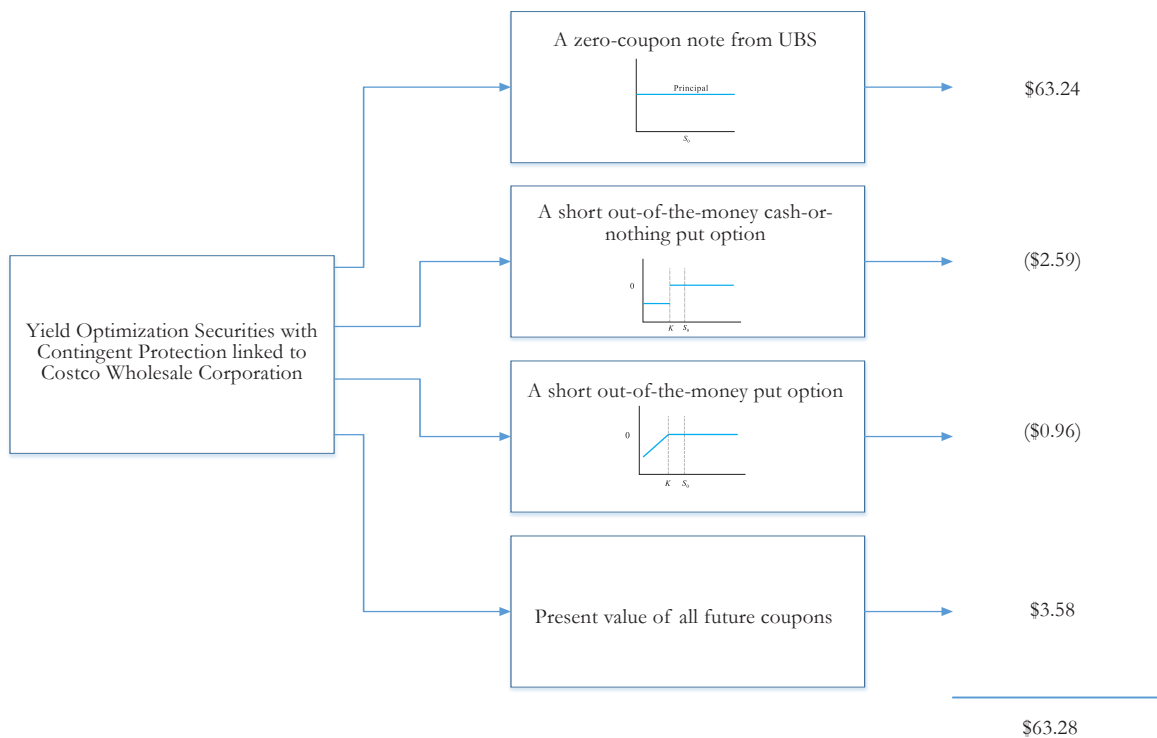 A zero-coupon note from UBS
Principal
S₀
$63.24
A short out-of-the-money cash-or-
nothing put option
0
K S₀
($2.59)
Yield Optimization Securities with
Contingent Protection linked to
Costco Wholesale Corporation
A short out-of-the-money put option
0
K S₀
($0.96)
Present value of all future coupons
$3.58
$63.28